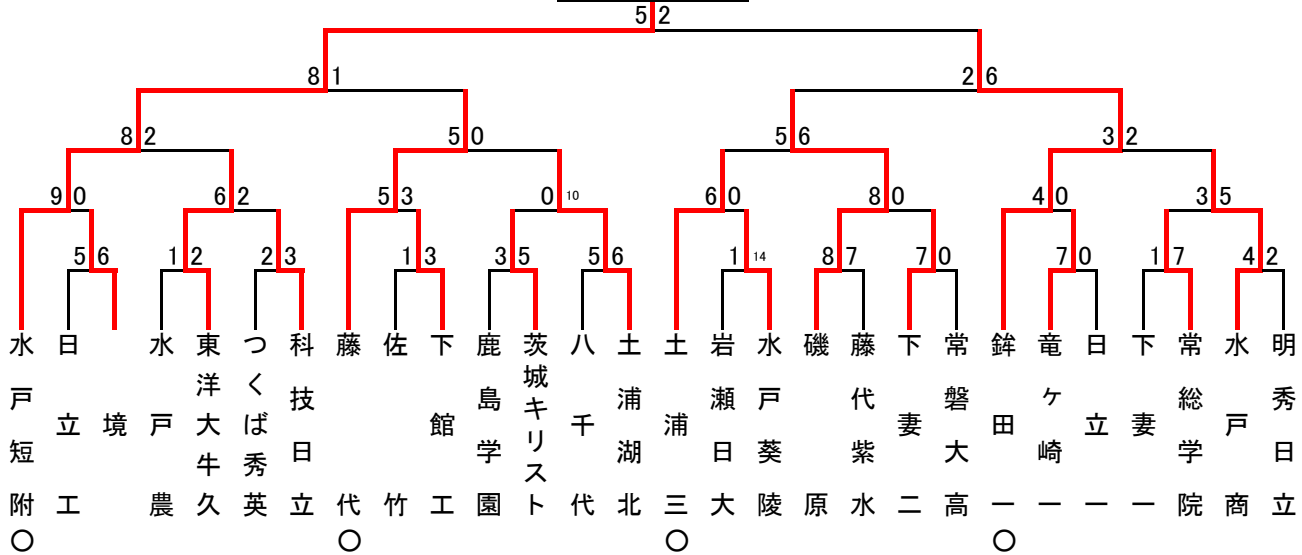 5 2
8 1
2 6
8 2
5 0
5 6
3 2
9 0
6 2
5 3
0 10
6 0
8 0
4 0
3 5
5 6
1 2
2 3
1 3
3 5
5 6
1 14
8 7
7 0
7 0
1 7
4 2
水戸短附
日立工
境
水戸農
東洋大牛久
つくば秀英
科技日立
藤代
佐竹
下館工
鹿島学園
茨城キリスト
八千代
土浦湖北
土浦三
岩瀬日大
水戸葵陵
磯原
藤代紫水
下妻二
常磐大高
鉾田一
竜ケ崎一
日立一
下妻一
常総学院
水戸商
明秀日立
○
○
○
○